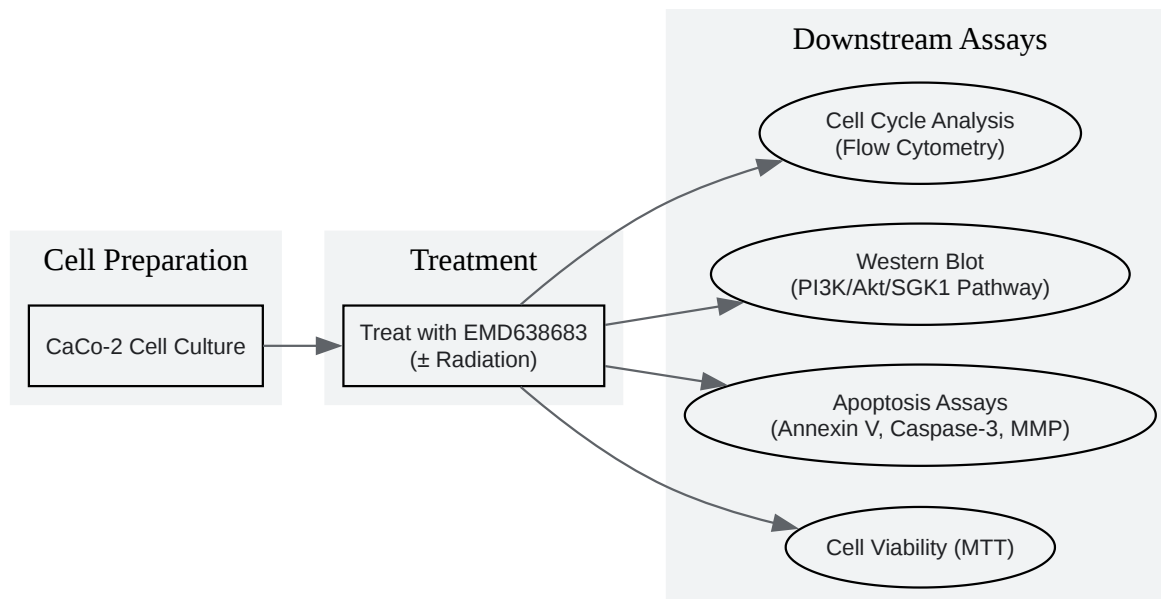 Cell Preparation
CaCo-2 Cell Culture
Treatment
Treat with EMD638683
(± Radiation)
Downstream Assays
Cell Cycle Analysis
(Flow Cytometry)
Western Blot
(PI3K/Akt/SGK1 Pathway)
Apoptosis Assays
(Annexin V, Caspase-3, MMP)
Cell Viability (MTT)